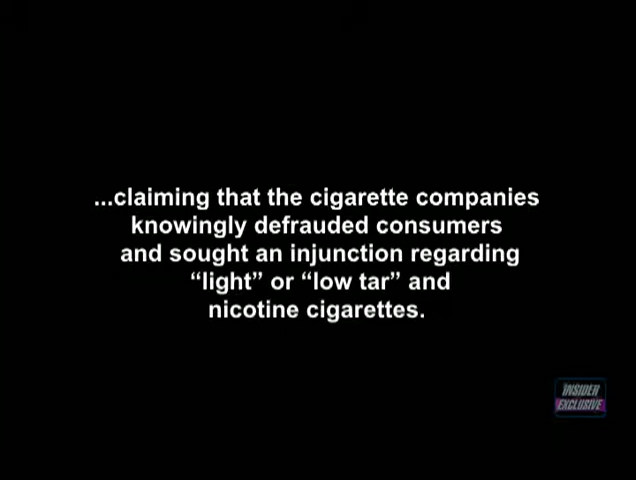 ...claiming that the cigarette companies
knowingly defrauded consumers
and sought an injunction regarding
“light” or “low tar” and
nicotine cigarettes.
INSIDER
EXCLUSIVE